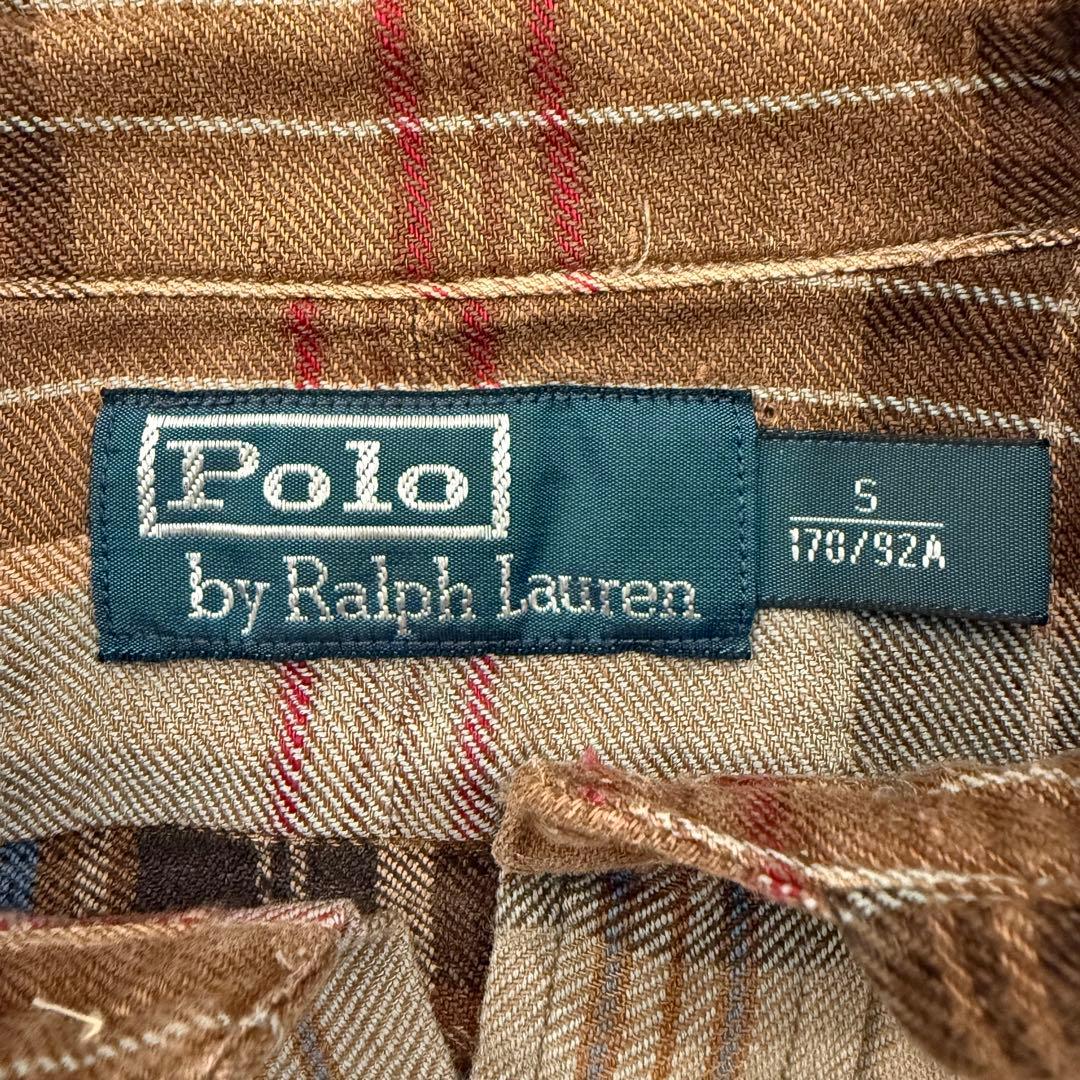 Polo
by Ralph Lauren
S
170/92A